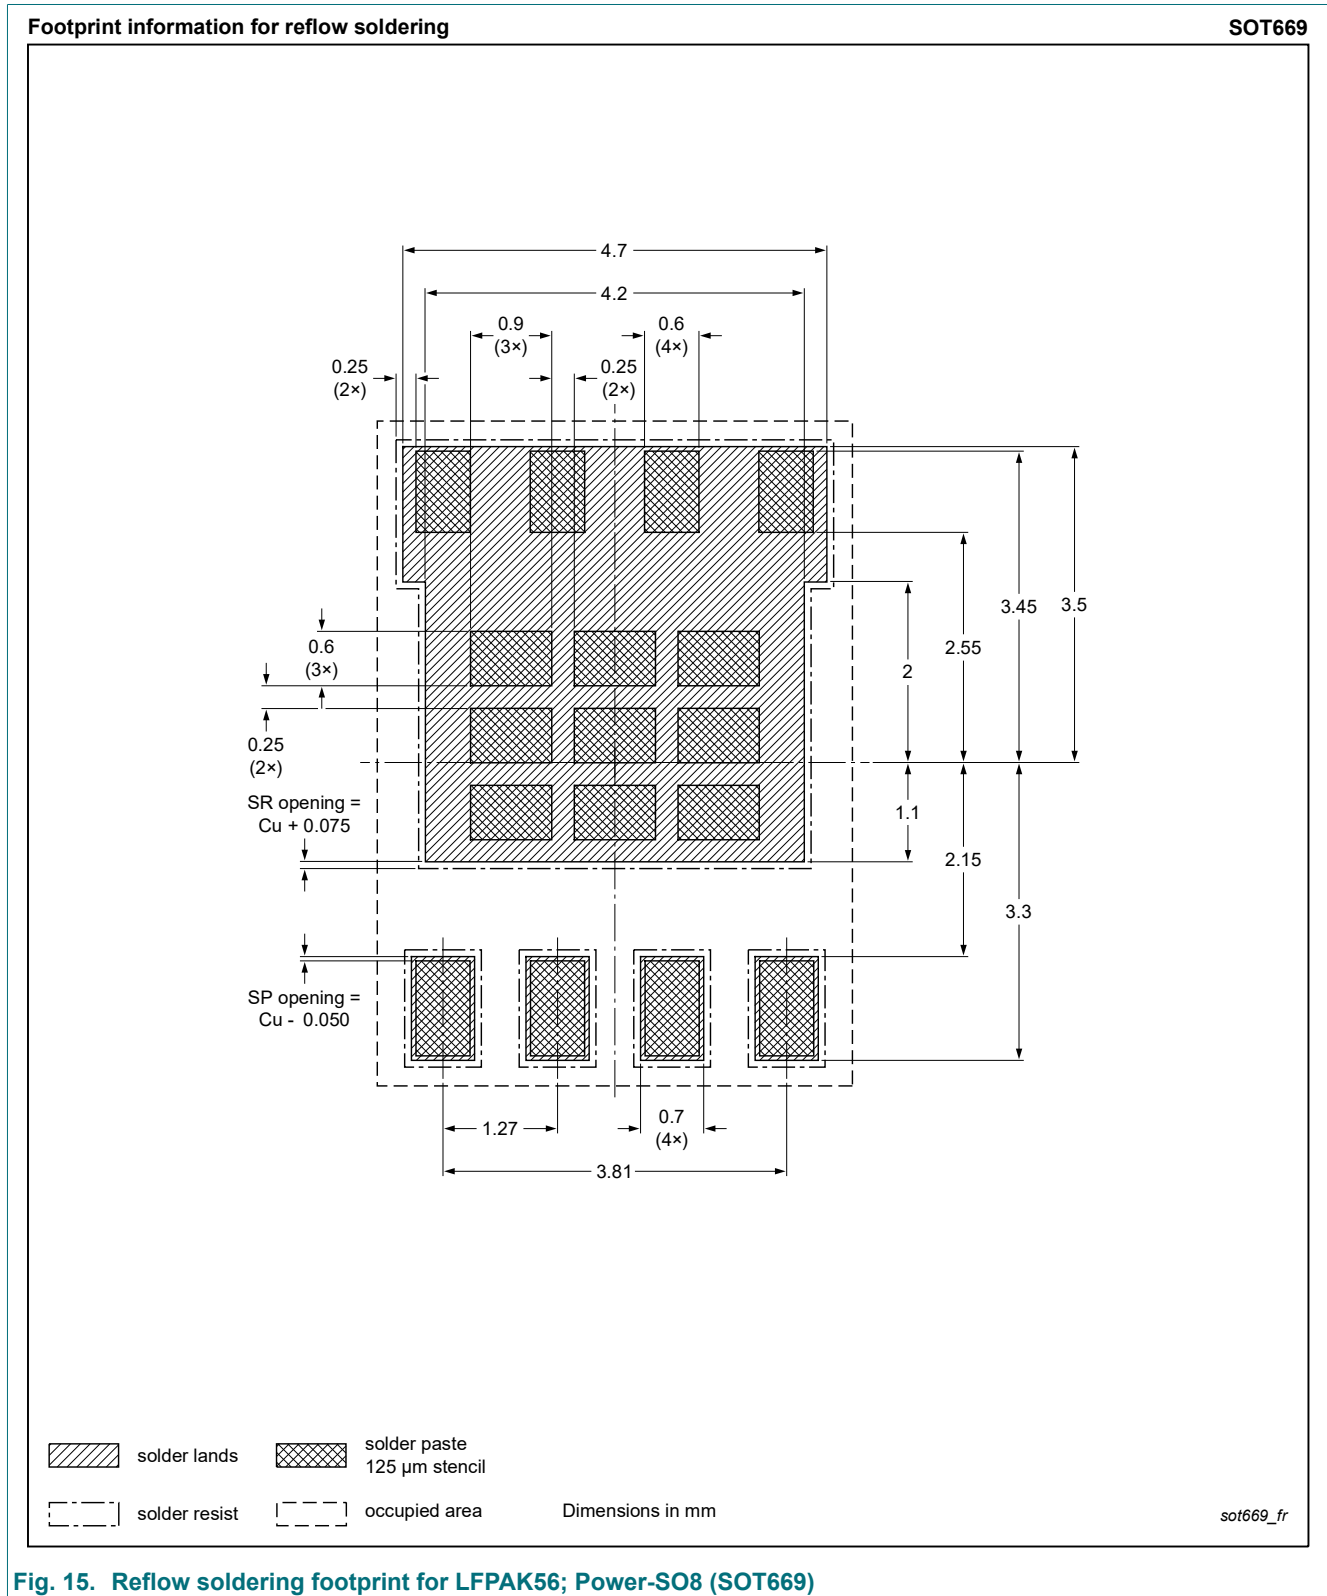 Footprint information for reflow soldering SOT669
4.7
4.2
0.9
(3×)
0.6
(4×)
0.25
(2×)
0.25
(2×)
3.45
3.5
2.55
2
0.6
(3×)
0.25
(2×)
SR opening =
Cu + 0.075
1.1
2.15
3.3
SP opening =
Cu - 0.050
1.27
0.7
(4×)
3.81
solder lands
solder paste
125 µm stencil
solder resist
occupied area
Dimensions in mm
sot669_fr
Fig. 15. Reflow soldering footprint for LFPAK56; Power-SO8 (SOT669)